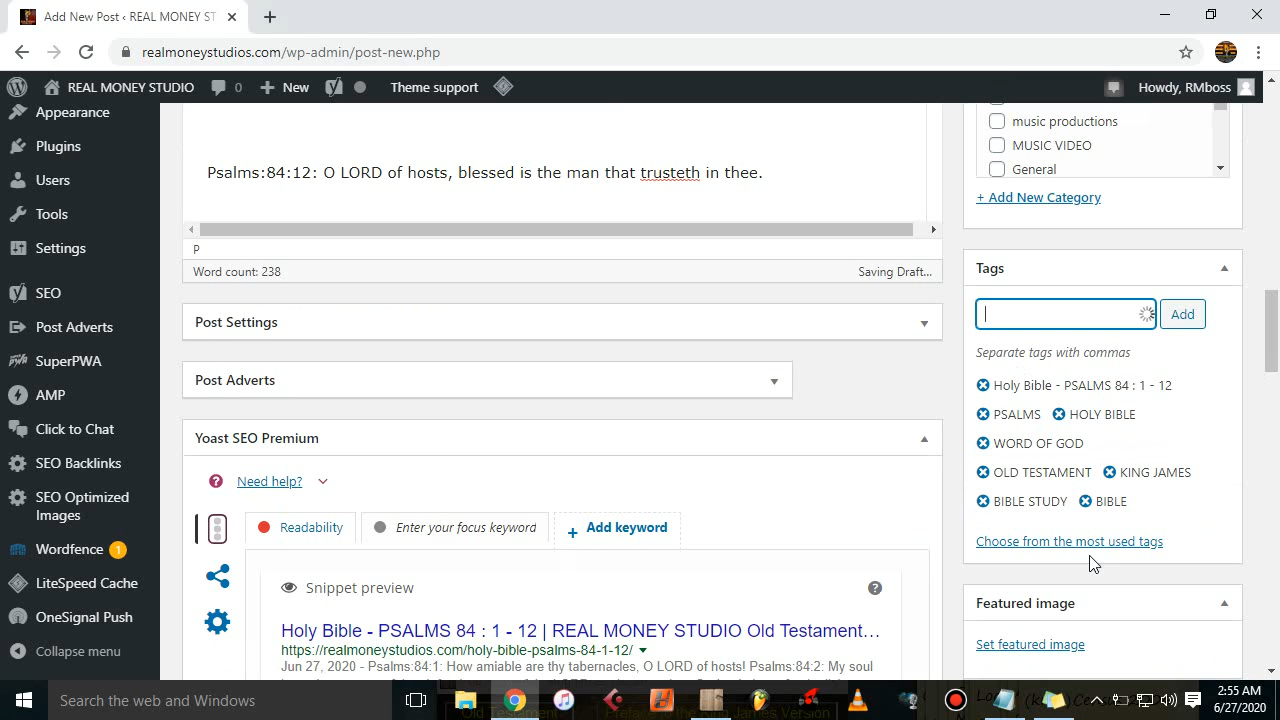 Add New Post ‹ REAL MONEY ST
realmoneystudios.com/wp-admin/post-new.php
REAL MONEY STUDIO 0 New Theme support Howdy, RMboss
Appearance
Plugins
Users
Tools
Settings
SEO
Post Adverts
SuperPWA
AMP
Click to Chat
SEO Backlinks
SEO Optimized
Images
Wordfence 1
LiteSpeed Cache
OneSignal Push
Collapse menu
Psalms:84:12: O LORD of hosts, blessed is the man that trusteth in thee.
P
Word count: 238 Saving Draft...
Post Settings
Post Adverts
Yoast SEO Premium
Need help?
Readability Enter your focus keyword + Add keyword
Snippet preview
Holy Bible - PSALMS 84 : 1 - 12 | REAL MONEY STUDIO Old Testament...
https://realmoneystudios.com/holy-bible-psalms-84-1-12/
Jun 27, 2020 - Psalms:84:1: How amiable are thy tabernacles, O LORD of hosts! Psalms:84:2: My soul
music productions
MUSIC VIDEO
General
+ Add New Category
Tags
Add
Separate tags with commas
Holy Bible - PSALMS 84 : 1 - 12
PSALMS HOLY BIBLE
WORD OF GOD
OLD TESTAMENT KING JAMES
BIBLE STUDY BIBLE
Choose from the most used tags
Featured image
Set featured image
Search the web and Windows
2:55 AM
6/27/2020